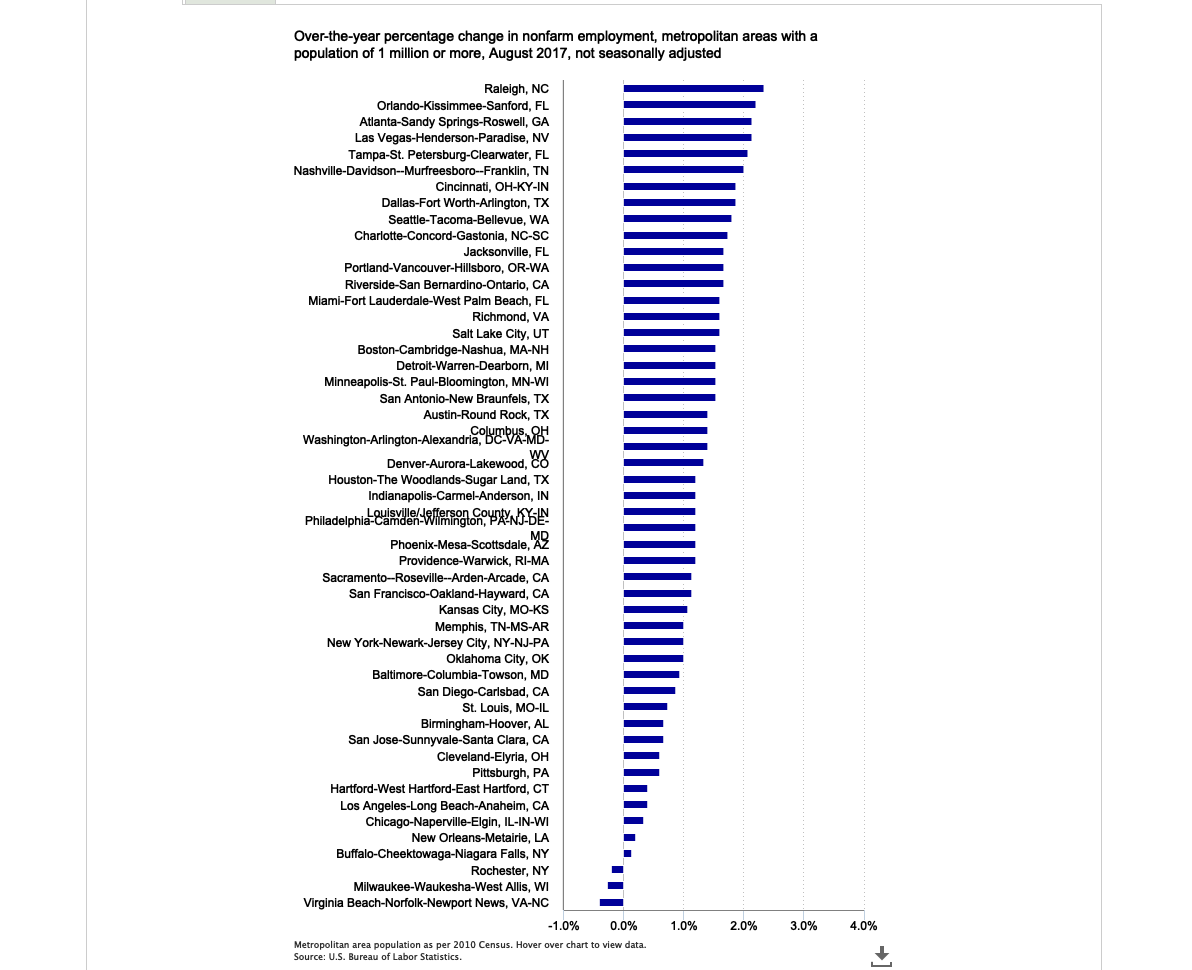 Over-the-year percentage change in nonfarm employment, metropolitan areas with a
population of 1 million or more, August 2017, not seasonally adjusted
Raleigh, NC
Orlando-Kissimmee-Sanford, FL
Atlanta-Sandy Springs-Roswell, GA
Las Vegas-Henderson-Paradise, NV
Tampa-St. Petersburg-Clearwater, FL
Nashville-Davidson--Murfreesboro--Franklin, TN
Cincinnati, OH-KY-IN
Dallas-Fort Worth-Arlington, TX
Seattle-Tacoma-Bellevue, WA
Charlotte-Concord-Gastonia, NC-SC
Jacksonville, FL
Portland-Vancouver-Hillsboro, OR-WA
Riverside-San Bernardino-Ontario, CA
Miami-Fort Lauderdale-West Palm Beach, FL
Richmond, VA
Salt Lake City, UT
Boston-Cambridge-Nashua, MA-NH
Detroit-Warren-Dearborn, MI
Minneapolis-St. Paul-Bloomington, MN-WI
San Antonio-New Braunfels, TX
Austin-Round Rock, TX
Columbus, OH
Washington-Arlington-Alexandria, DC-VA-MD-
WV
Denver-Aurora-Lakewood, CO
Houston-The Woodlands-Sugar Land, TX
Indianapolis-Carmel-Anderson, IN
Louisville/Jefferson County, KY-IN
Philadelphia-Camden-Wilmington, PA-NJ-DE-
MD
Phoenix-Mesa-Scottsdale, AZ
Providence-Warwick, RI-MA
Sacramento--Roseville--Arden-Arcade, CA
San Francisco-Oakland-Hayward, CA
Kansas City, MO-KS
Memphis, TN-MS-AR
New York-Newark-Jersey City, NY-NJ-PA
Oklahoma City, OK
Baltimore-Columbia-Towson, MD
San Diego-Carlsbad, CA
St. Louis, MO-IL
Birmingham-Hoover, AL
San Jose-Sunnyvale-Santa Clara, CA
Cleveland-Elyria, OH
Pittsburgh, PA
Hartford-West Hartford-East Hartford, CT
Los Angeles-Long Beach-Anaheim, CA
Chicago-Naperville-Elgin, IL-IN-WI
New Orleans-Metairie, LA
Buffalo-Cheektowaga-Niagara Falls, NY
Rochester, NY
Milwaukee-Waukesha-West Allis, WI
Virginia Beach-Norfolk-Newport News, VA-NC
-1.0% 0.0% 1.0% 2.0% 3.0% 4.0%
Metropolitan area population as per 2010 Census. Hover over chart to view data.
Source: U.S. Bureau of Labor Statistics.